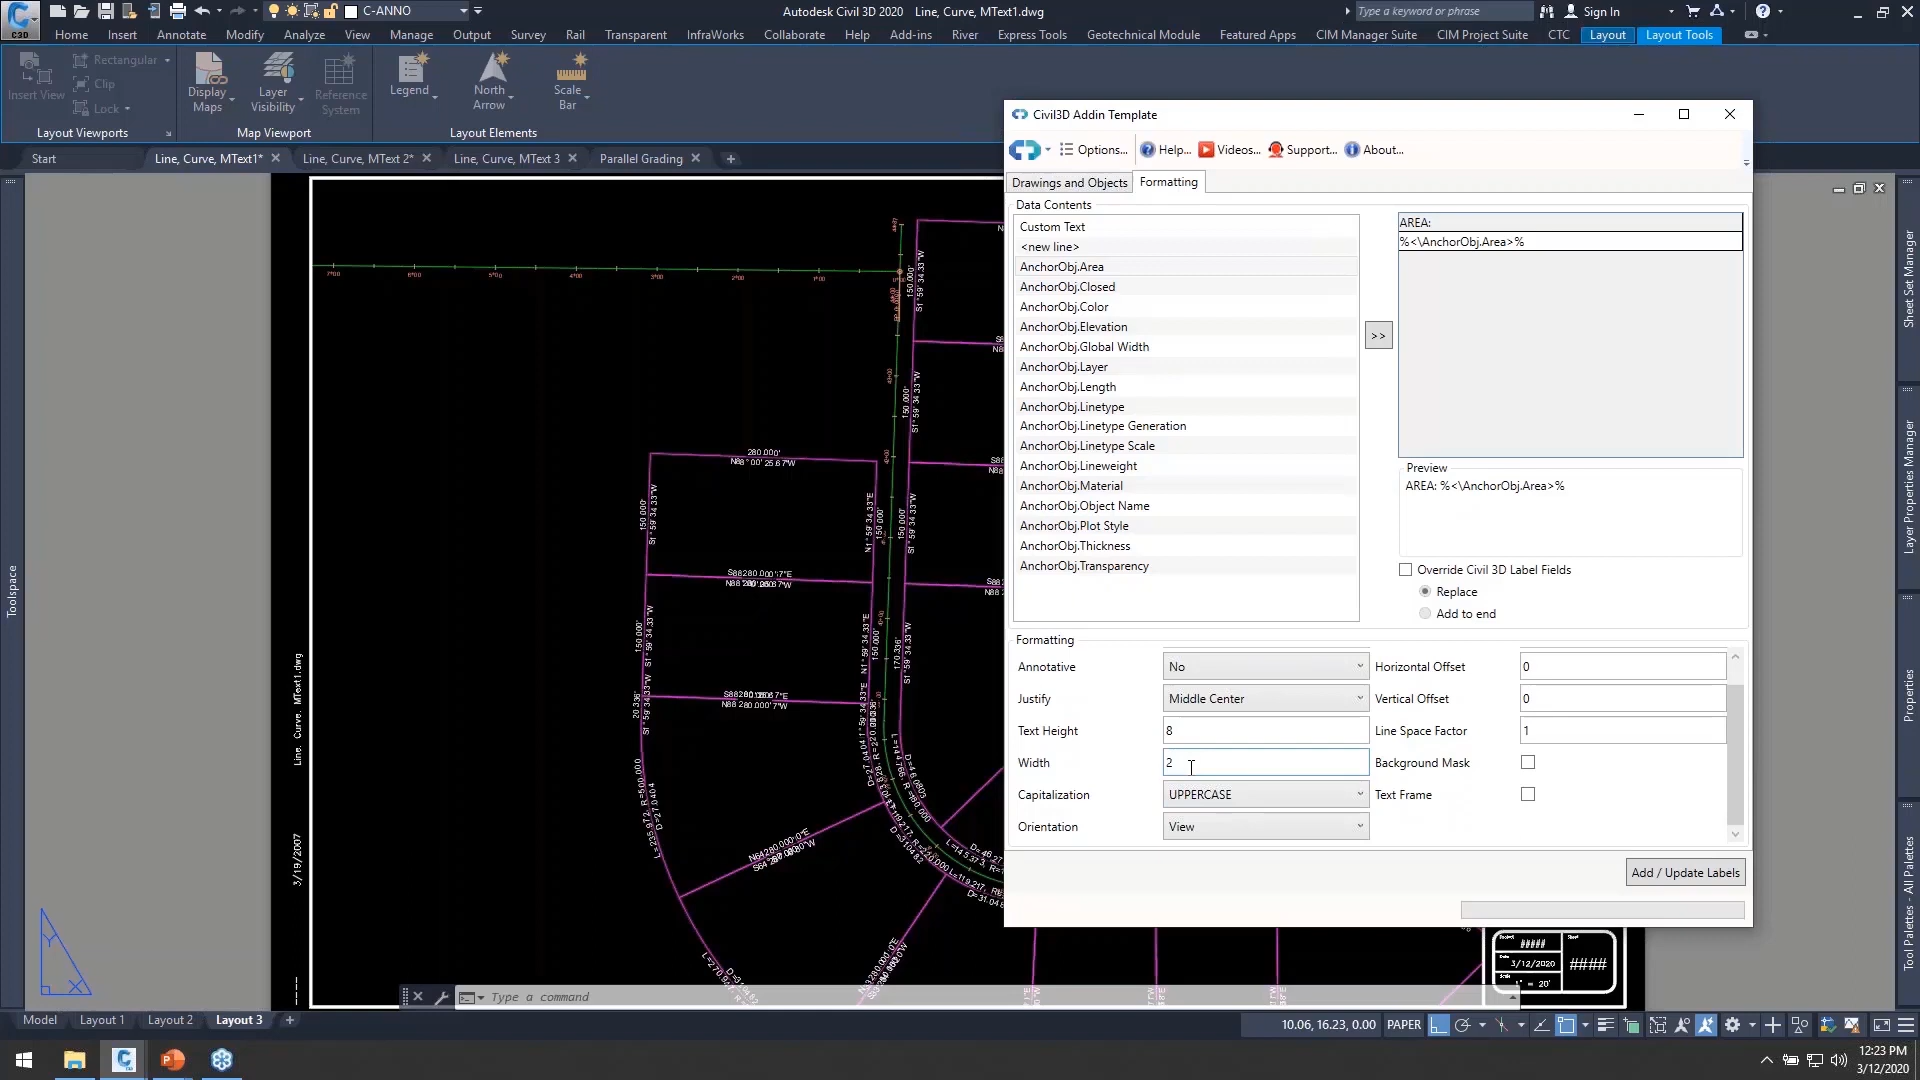 C-ANNO
Autodesk Civil 3D 2020 Line, Curve, MText1.dwg
Type a keyword or phrase
Sign In
C3D
Home Insert Annotate Modify Analyze View Manage Output Survey Rail Transparent InfraWorks Collaborate Help Add-ins River Express Tools Geotechnical Module Featured Apps CIM Manager Suite CIM Project Suite CTC Layout Layout Tools
Insert View
Rectangular
Clip
Lock
Display Maps
Layer Visibility
Reference System
Legend
North Arrow
Scale Bar
Layout Viewports
Map Viewport
Layout Elements
Start
Line, Curve, MText1*
Line, Curve, MText 2*
Line, Curve, MText 3
Parallel Grading
Civil3D Addin Template
Options... Help... Videos... Support... About...
Drawings and Objects Formatting
Data Contents
Custom Text
<new line>
AnchorObj.Area
AnchorObj.Closed
AnchorObj.Color
AnchorObj.Elevation
AnchorObj.Global Width
AnchorObj.Layer
AnchorObj.Length
AnchorObj.Linetype
AnchorObj.Linetype Generation
AnchorObj.Linetype Scale
AnchorObj.Lineweight
AnchorObj.Material
AnchorObj.Object Name
AnchorObj.Plot Style
AnchorObj.Thickness
AnchorObj.Transparency
>>
AREA:
%<\AnchorObj.Area>%
Preview
AREA: %<\AnchorObj.Area>%
Override Civil 3D Label Fields
Replace
Add to end
Formatting
Annotative No Horizontal Offset 0
Justify Middle Center Vertical Offset 0
Text Height 8 Line Space Factor 1
Width 2 Background Mask
Capitalization UPPERCASE Text Frame
Orientation View
Add / Update Labels
Toolspace
Sheet Set Manager
Layer Properties Manager
Properties
Tool Palettes - All Palettes
280.000'
N88°00' 25.67"W
150.000'
S1°59' 34.33"W
Line, Curve, MText1.dwg
3/19/2007
#####
3/12/2020
####
1" = 20'
Type a command
Model Layout 1 Layout 2 Layout 3
10.06, 16.23, 0.00 PAPER
12:23 PM
3/12/2020